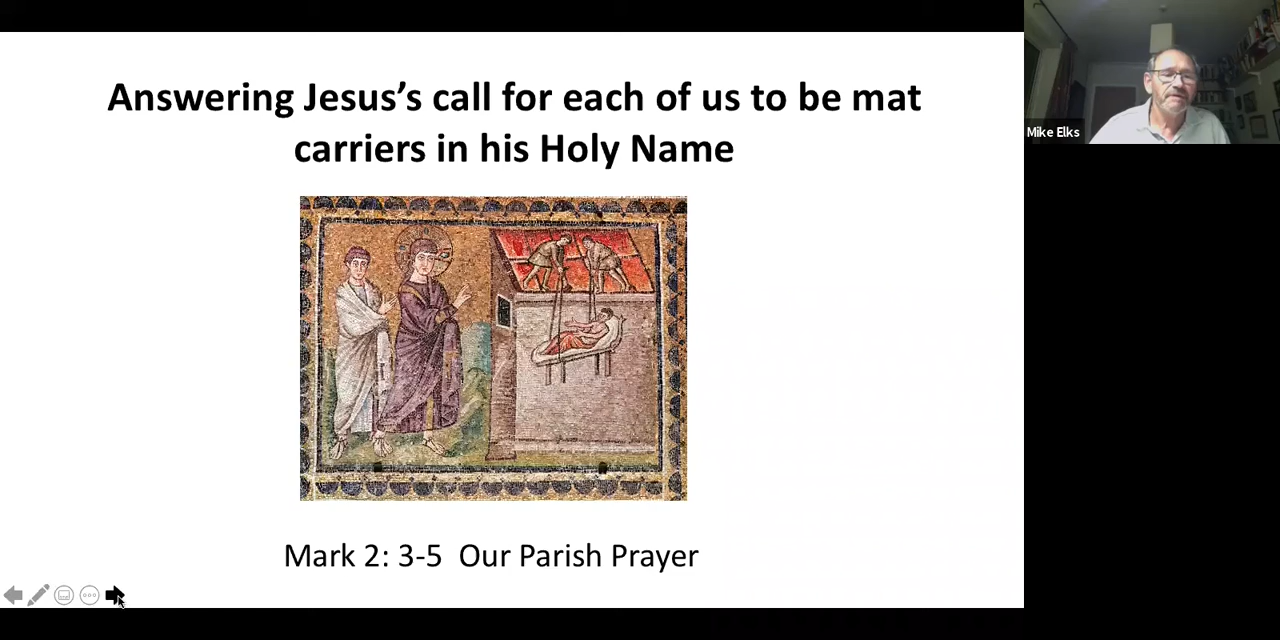 Answering Jesus’s call for each of us to be mat
carriers in his Holy Name
Mark 2: 3-5  Our Parish Prayer
Mike Elks